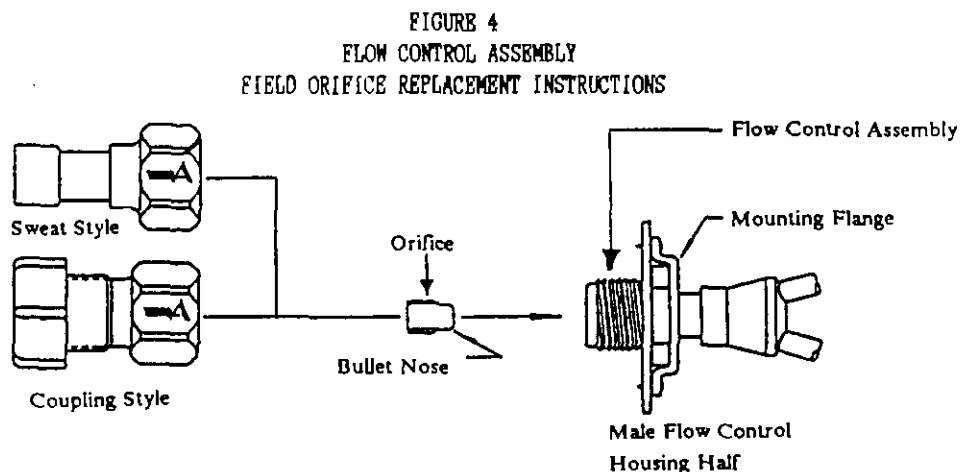 FIGURE 4
FLOW CONTROL ASSEMBLY
FIELD ORIFICE REPLACEMENT INSTRUCTIONS
Flow Control Assembly
Mounting Flange
A
Sweat Style
Orifice
A
Bullet Nose
Coupling Style
Male Flow Control
Housing Half